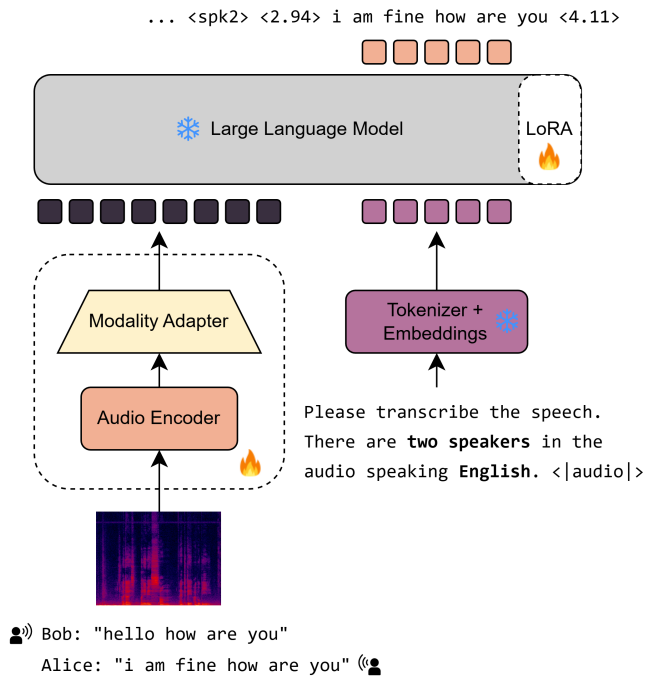 ... <spk2> <2.94> i am fine how are you <4.11>
Large Language Model
LoRA
Modality Adapter
Tokenizer +
Embeddings
Audio Encoder
Please transcribe the speech.
There are two speakers in the
audio speaking English. <|audio|>
Bob: "hello how are you"
Alice: "i am fine how are you"